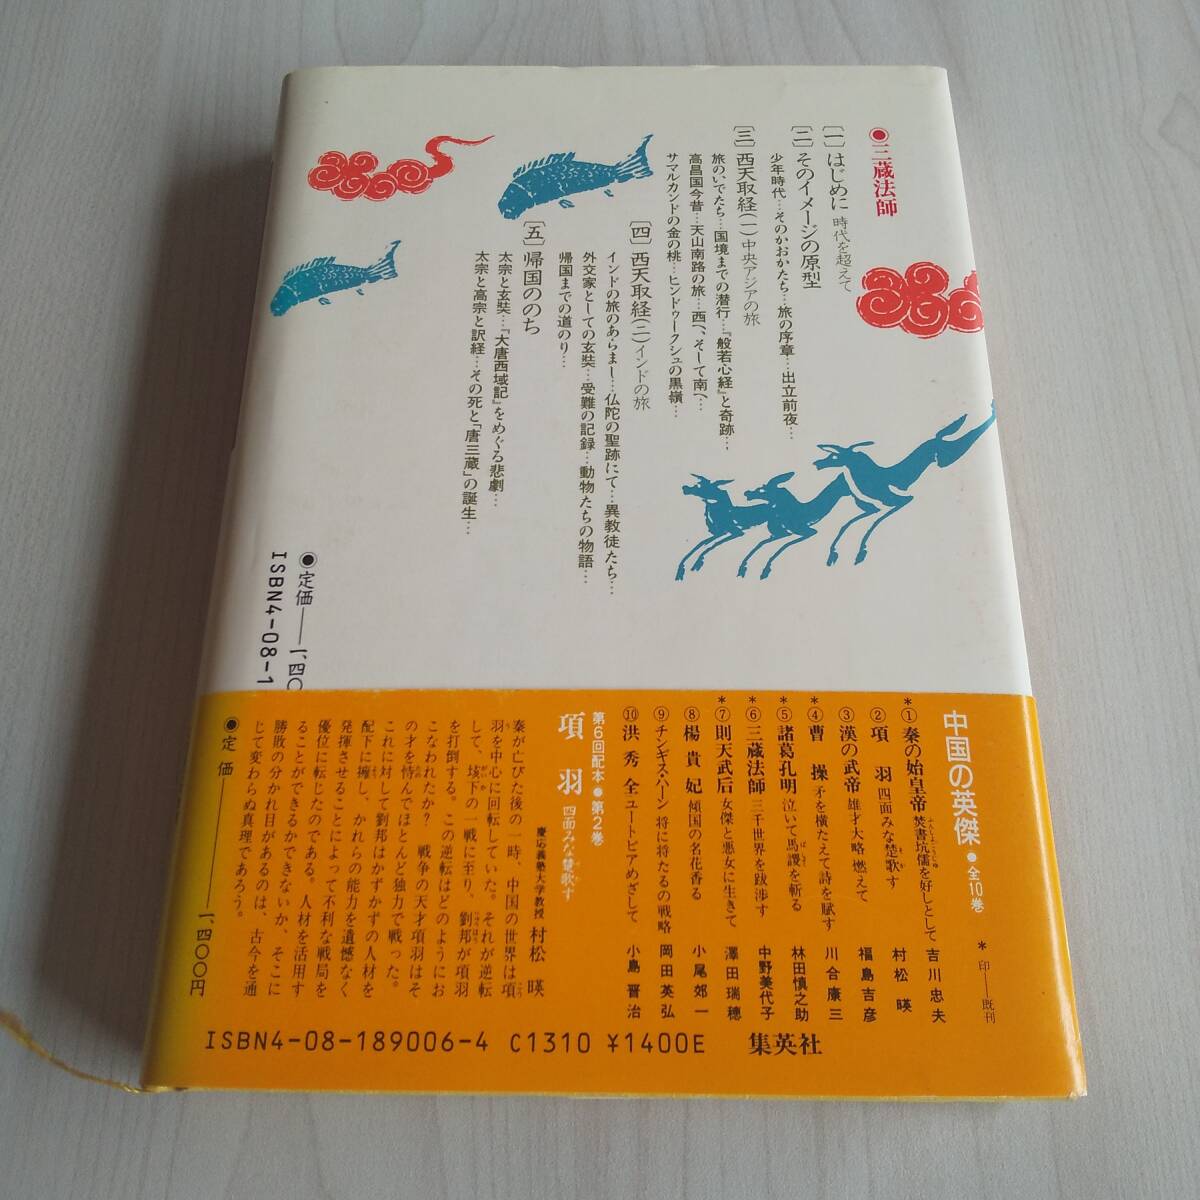 ●三蔵法師
[一] はじめに 時代を超えて
[二] そのイメージの原型
少年時代…そのかおかたち…旅の序章…出立前夜…
[三] 西天取経(一) 中央アジアの旅
旅のいでたち…国境までの潜行…『般若心経』と奇跡…
高昌国今昔…天山南路の旅…西へ、そして南へ…
サマルカンドの金の桃…ヒンドゥークシュの黒嶺…
[四] 西天取経(二) インドの旅
インドの旅のあらまし…仏陀の聖跡にて…異教徒たち…
外交家としての玄奘…受難の記録…動物たちの物語…
帰国までの道のり…
[五] 帰国ののち
太宗と玄奘…『大唐西域記』をめぐる悲劇…
太宗と高宗と訳経…その死と「唐三蔵」の誕生…
●定価――一、四〇
ISBN4-08-1
中国の英傑●全10巻
*印―既刊
*①秦の始皇帝 焚書坑儒を好しとして 吉川忠夫
ふんしょこうじゅ
②項羽 四面みな楚歌す 村松暎
そか
③漢の武帝 雄才大略燃えて 福島吉彦
*④曹操 矛を横たえて詩を賦す 川合康三
*⑤諸葛孔明 泣いて馬謖を斬る 林田愼之助
ばしょく
*⑥三蔵法師 三千世界を跋渉す 中野美代子
*⑦則天武后 女傑と悪女に生きて 澤田瑞穂
⑧楊貴妃 傾国の名花香る 小尾郊一
⑨チンギス・ハーン 将に将たるの戦略 岡田英弘
⑩洪秀全 ユートピアめざして 小島晋治
第6回配本●第2巻
項羽 四面みな楚歌す
そか
慶応義塾大学教授 村松暎
秦が亡びた後の一時、中国の世界は項
羽を中心に回転していた。それが逆転
して、垓下の一戦に至り、劉邦が項羽
を打倒する。この逆転はどのようにお
こなわれたか? 戦争の天才項羽はそ
の才を恃んでほとんど独力で戦った。
これに対して劉邦はかずかずの人材を
配下に擁し、かれらの能力を遺憾なく
発揮させることによって不利な戦局を
優位に転じたのである。人材を活用す
ることができるかできないか、そこに
勝敗の分かれ目があるのは、古今を通
じて変わらぬ真理であろう。
●定価――一、四〇〇円
ISBN4-08-189006-4 C1310 ¥1400E 集英社